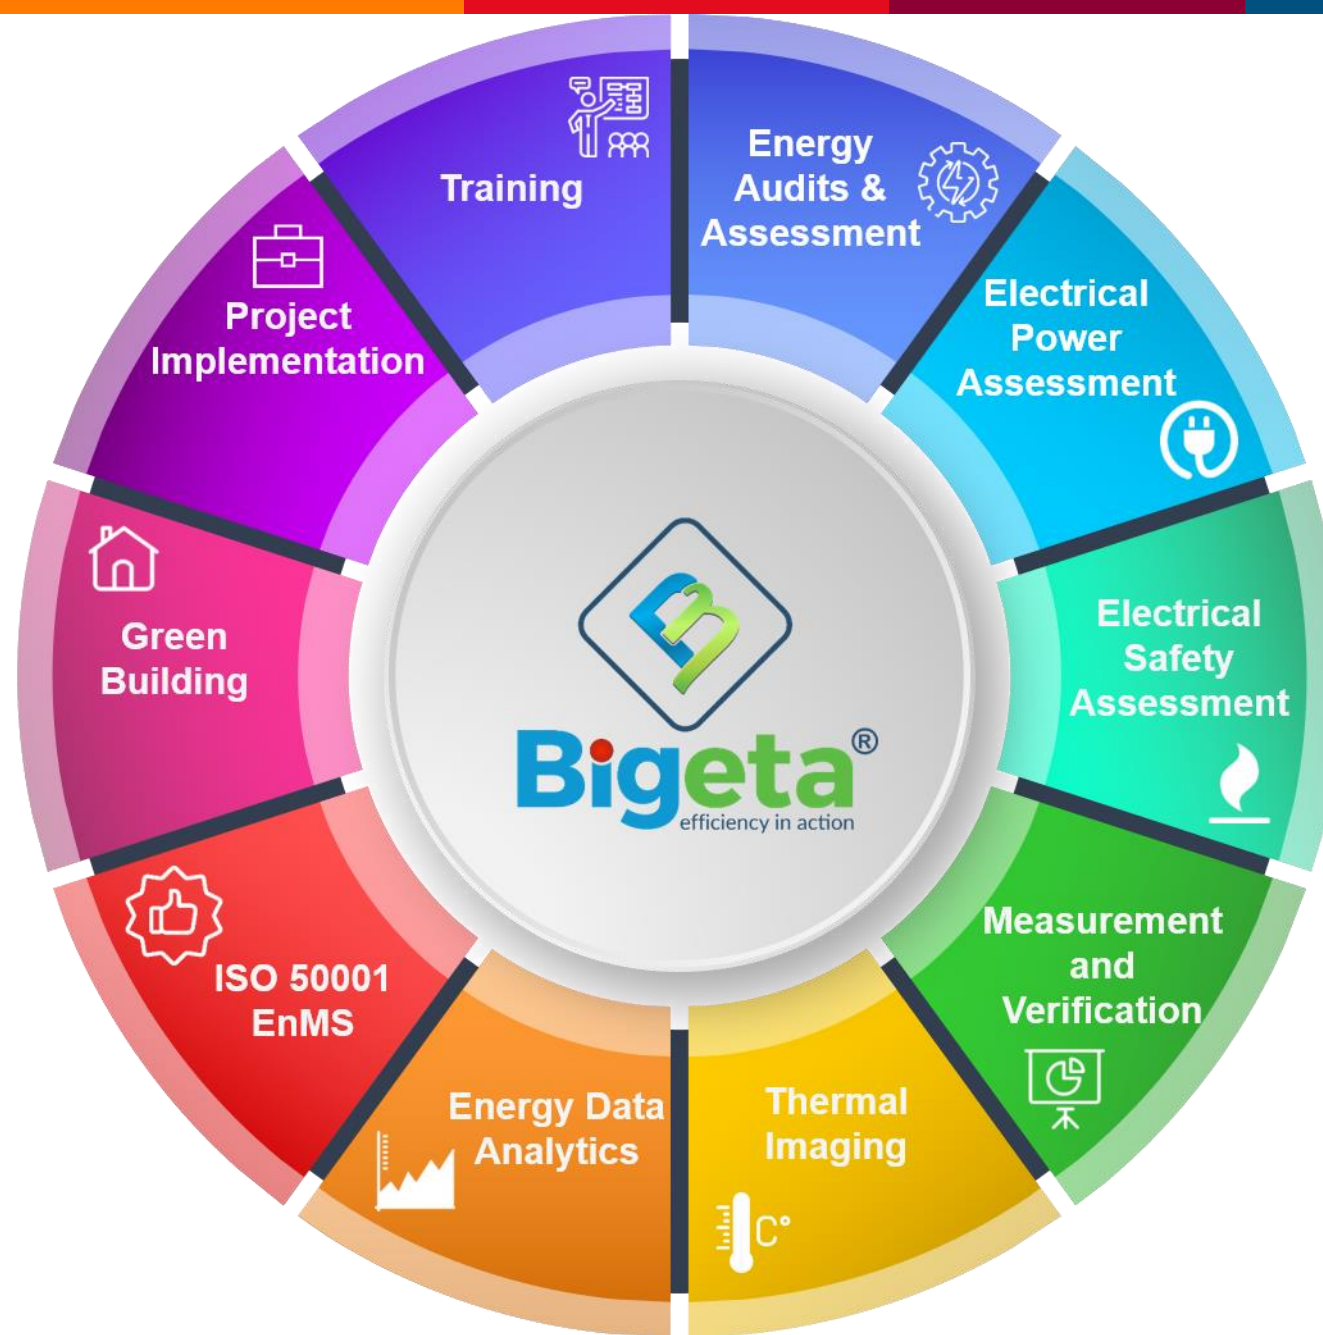 Energy
Audits &
Assessment
Electrical
Power
Assessment
Electrical
Safety
Assessment
Measurement
and
Verification
Thermal
Imaging
C°
Energy Data
Analytics
ISO 50001
EnMS
Green
Building
Project
Implementation
Training
Bigeta®
efficiency in action